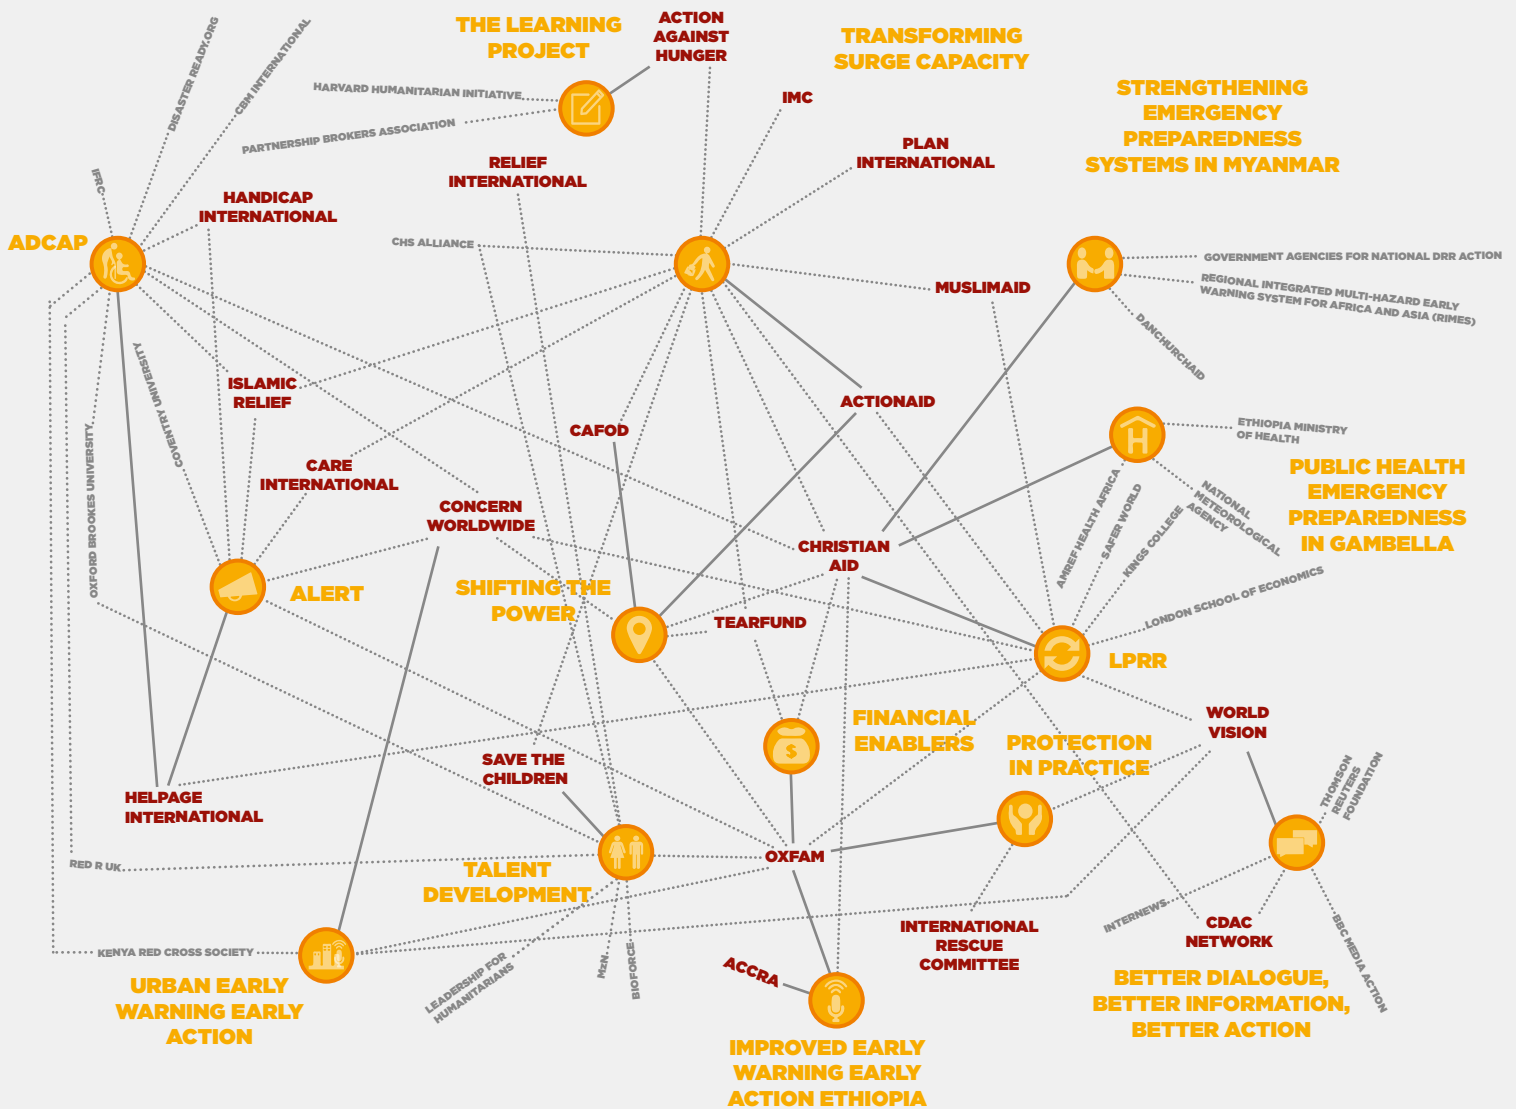 DISASTER READY.ORG
CBM INTERNATIONAL
THE LEARNING
PROJECT
ACTION
AGAINST
HUNGER
TRANSFORMING
SURGE CAPACITY
HARVARD HUMANITARIAN INITIATIVE
PARTNERSHIP BROKERS ASSOCIATION
IMC
STRENGTHENING
EMERGENCY
PREPAREDNESS
SYSTEMS IN MYANMAR
RELIEF
INTERNATIONAL
PLAN
INTERNATIONAL
IFRC
HANDICAP
INTERNATIONAL
ADCAP
CHS ALLIANCE
MUSLIMAID
GOVERNMENT AGENCIES FOR NATIONAL DRR ACTION
REGIONAL INTEGRATED MULTI-HAZARD EARLY
WARNING SYSTEM FOR AFRICA AND ASIA (RIMES)
DANCHURCHAID
COVENTRY UNIVERSITY
ISLAMIC
RELIEF
ACTIONAID
CAFOD
ETHIOPIA MINISTRY
OF HEALTH
H
OXFORD BROOKES UNIVERSITY
CARE
INTERNATIONAL
CONCERN
WORLDWIDE
PUBLIC HEALTH
EMERGENCY
PREPAREDNESS
IN GAMBELLA
AMREF HEALTH AFRICA
SAFER WORLD
KINGS COLLEGE
NATIONAL
METEOROLOGICAL
AGENCY
CHRISTIAN
AID
ALERT
SHIFTING THE
POWER
TEARFUND
LONDON SCHOOL OF ECONOMICS
LPRR
FINANCIAL
ENABLERS
$
PROTECTION
IN PRACTICE
WORLD
VISION
SAVE THE
CHILDREN
HELPAGE
INTERNATIONAL
THOMSON
REUTERS
FOUNDATION
RED R UK
TALENT
DEVELOPMENT
OXFAM
INTERNEWS
CDAC
NETWORK
BBC MEDIA ACTION
INTERNATIONAL
RESCUE
COMMITTEE
KENYA RED CROSS SOCIETY
URBAN EARLY
WARNING EARLY
ACTION
LEADERSHIP FOR
HUMANITARIANS
MzN
BIOFORCE
ACCRA
BETTER DIALOGUE,
BETTER INFORMATION,
BETTER ACTION
IMPROVED EARLY
WARNING EARLY
ACTION ETHIOPIA